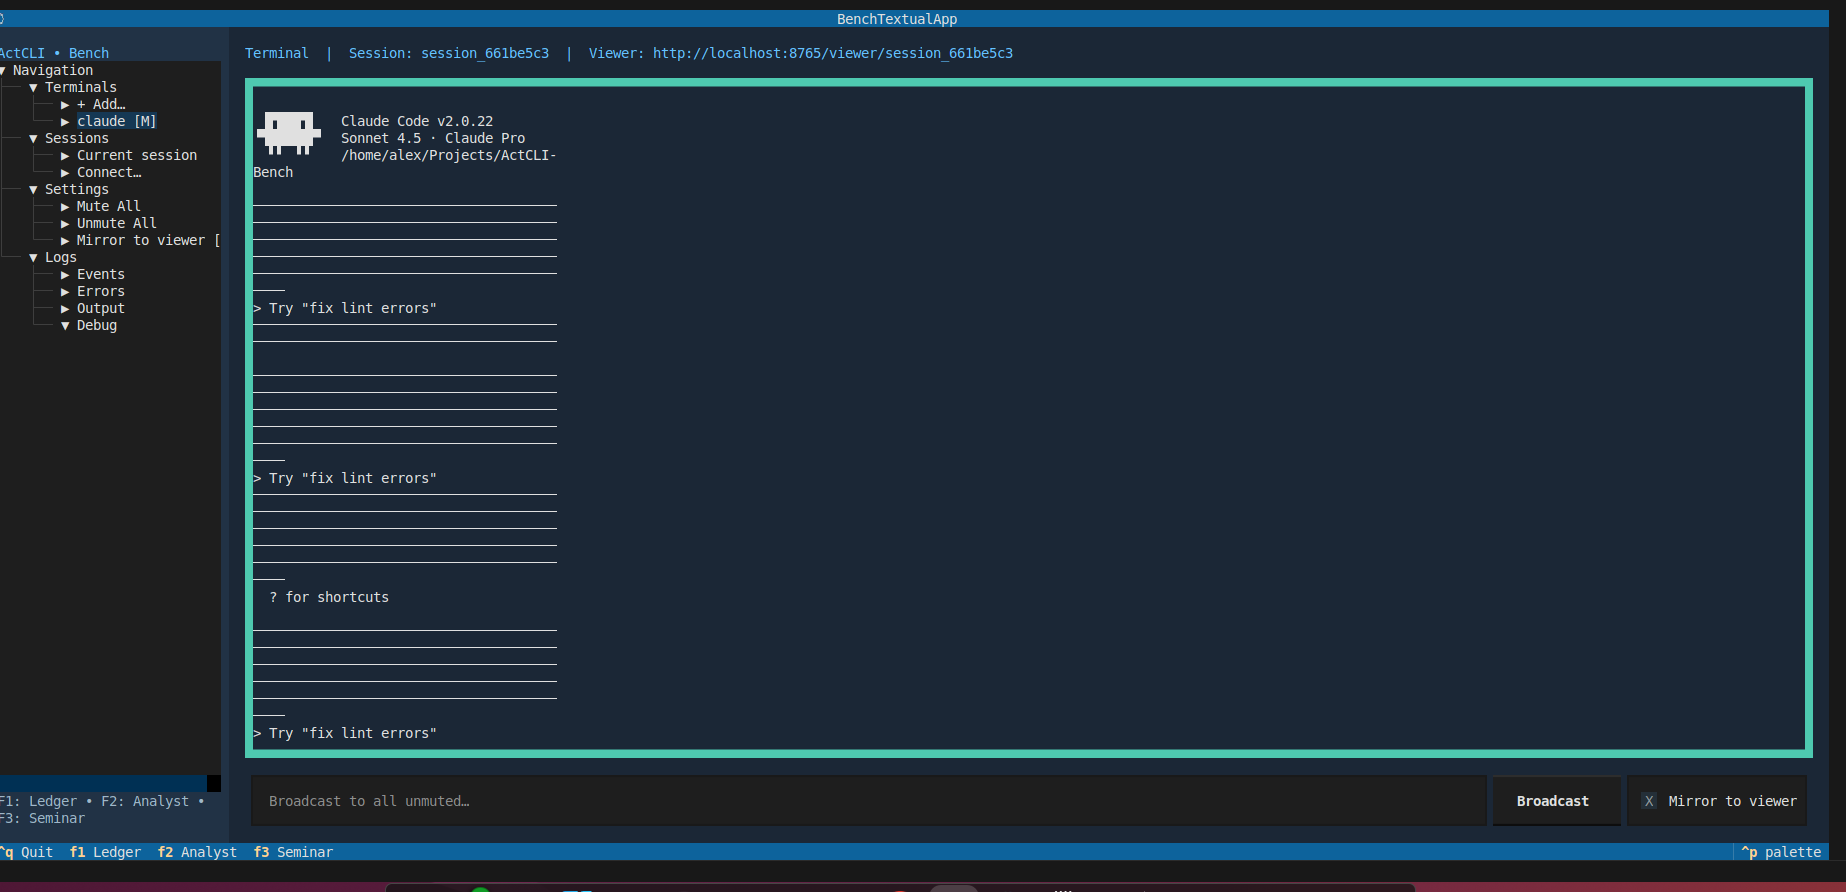 BenchTextualApp
ActCLI • Bench
▼ Navigation
▼ Terminals
▶ + Add…
▶ claude [M]
▼ Sessions
▶ Current session
▶ Connect…
▼ Settings
▶ Mute All
▶ Unmute All
▶ Mirror to viewer [
▼ Logs
▶ Events
▶ Errors
▶ Output
▼ Debug
F1: Ledger • F2: Analyst •
F3: Seminar
Terminal | Session: session_661be5c3 | Viewer: http://localhost:8765/viewer/session_661be5c3
Claude Code v2.0.22
Sonnet 4.5 · Claude Pro
/home/alex/Projects/ActCLI-
Bench
> Try "fix lint errors"
> Try "fix lint errors"
? for shortcuts
> Try "fix lint errors"
Broadcast to all unmuted…
Broadcast
X Mirror to viewer
^q Quit f1 Ledger f2 Analyst f3 Seminar
^p palette